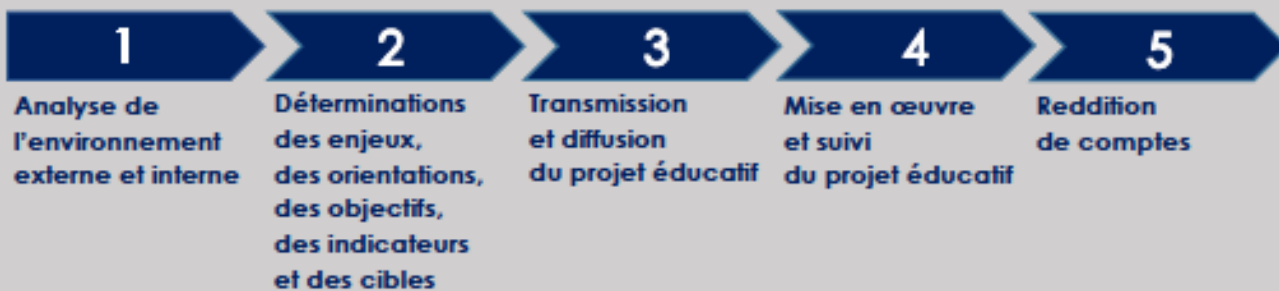 1
Analyse de
l'environnement
externe et interne
2
Déterminations
des enjeux,
des orientations,
des objectifs,
des indicateurs
et des cibles
3
Transmission
et diffusion
du projet éducatif
4
Mise en œuvre
et suivi
du projet éducatif
5
Reddition
de comptes